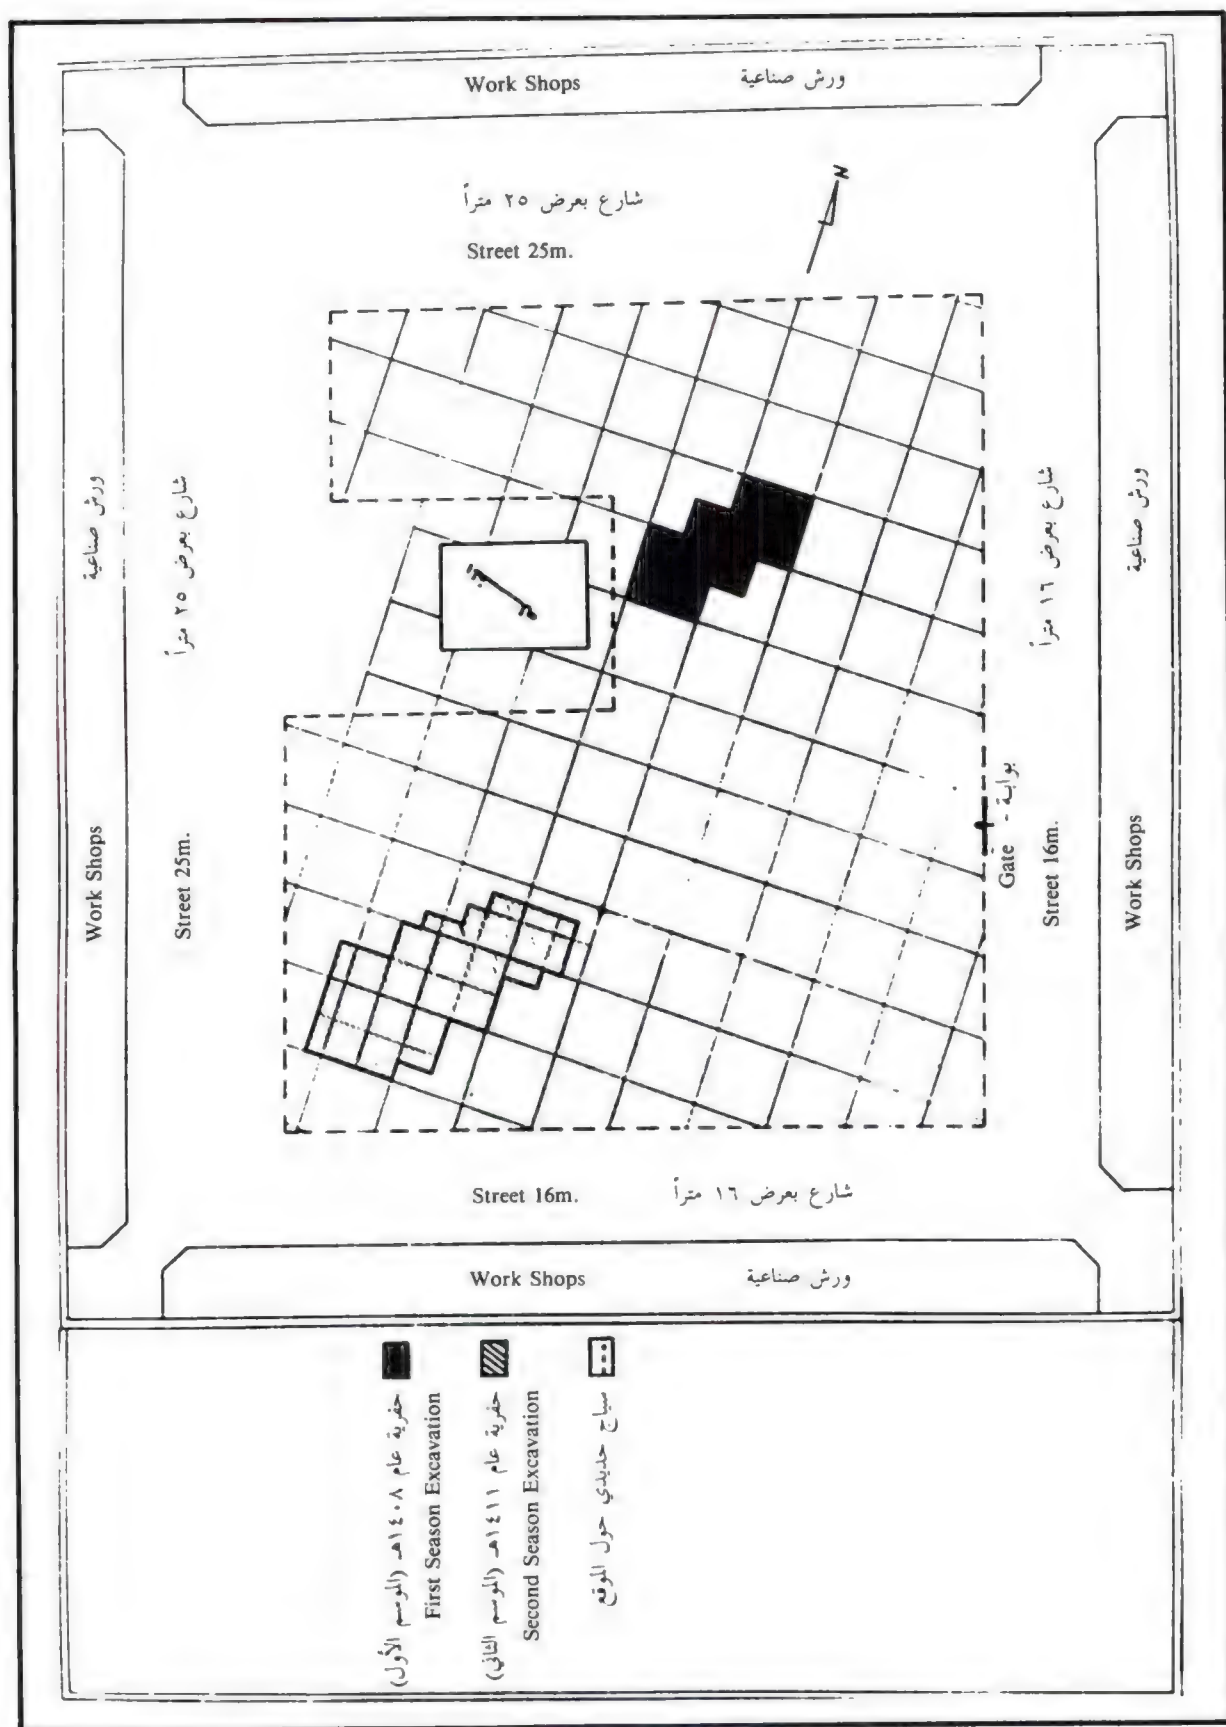 Work Shops ورش صناعية
شارع بعرض ٢٥ متراً
Street 25m.
N
ورش صناعية
Work Shops
شارع بعرض ٢٥ متراً
Street 25m.
شارع بعرض ١٦ متراً
Street 16m.
ورش صناعية
Work Shops
بوابة - Gate
Street 16m. شارع بعرض ١٦ متراً
Work Shops ورش صناعية
حفرية عام ١٤٠٨هـ (الموسم الأول)
First Season Excavation
حفرية عام ١٤١١هـ (الموسم الثاني)
Second Season Excavation
سياج حديدي حول الموقع